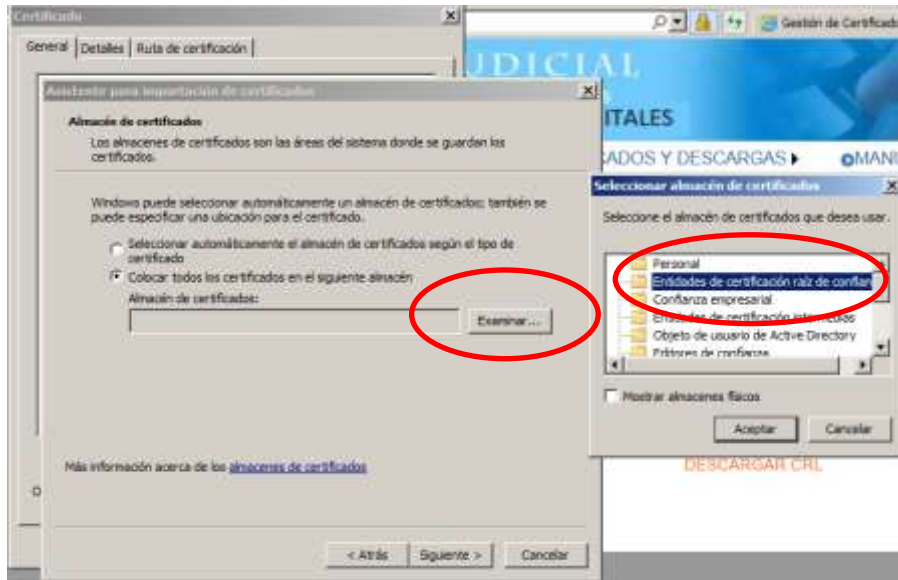 Certificado
General
Detalles
Ruta de certificación
Gestión de Certificado
JDICIAL
ITALES
ADOS Y DESCARGAS
MANU
Asistente para importación de certificados
Almacén de certificados
Los almacenes de certificados son las áreas del sistema donde se guardan los
certificados.
Windows puede seleccionar automáticamente un almacén de certificados; también se
puede especificar una ubicación para el certificado.
Seleccionar automáticamente el almacén de certificados según el tipo de
certificado
Colocar todos los certificados en el siguiente almacén
Almacén de certificados:
Examinar...
Más información acerca de los almacenes de certificados
< Atrás
Siguiente >
Cancelar
Seleccionar almacén de certificados
Seleccione el almacén de certificados que desea usar.
Personal
Entidades de certificación raíz de confian
Confianza empresarial
Entidades de certificación intermedias
Objeto de usuario de Active Directory
Editores de confianza
Mostrar almacenes físicos
Aceptar
Cancelar
DESCARGAR CRL